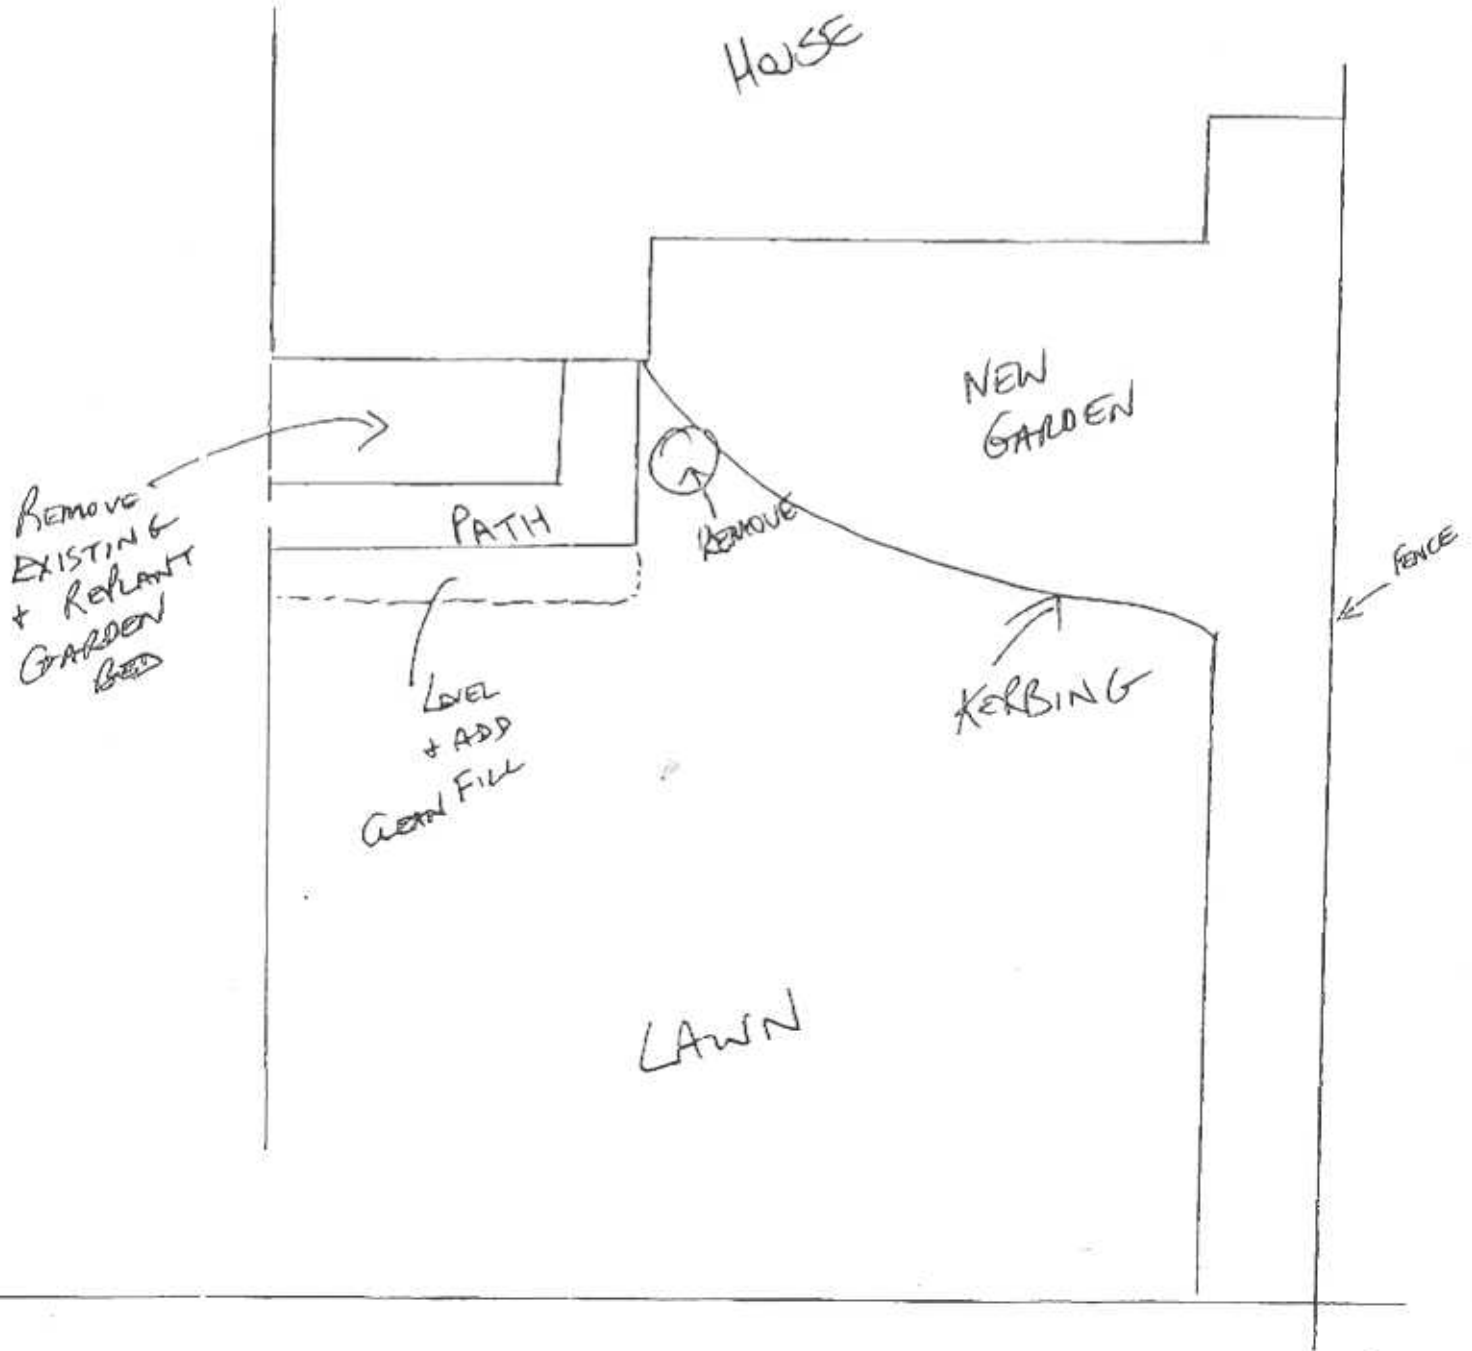 HOUSE
NEW
GARDEN
REMOVE
EXISTING
+ REPLANT
GARDEN
BED
PATH
REMOVE
FENCE
KERBING
LEVEL
+ ADD
CLEAN FILL
LAWN